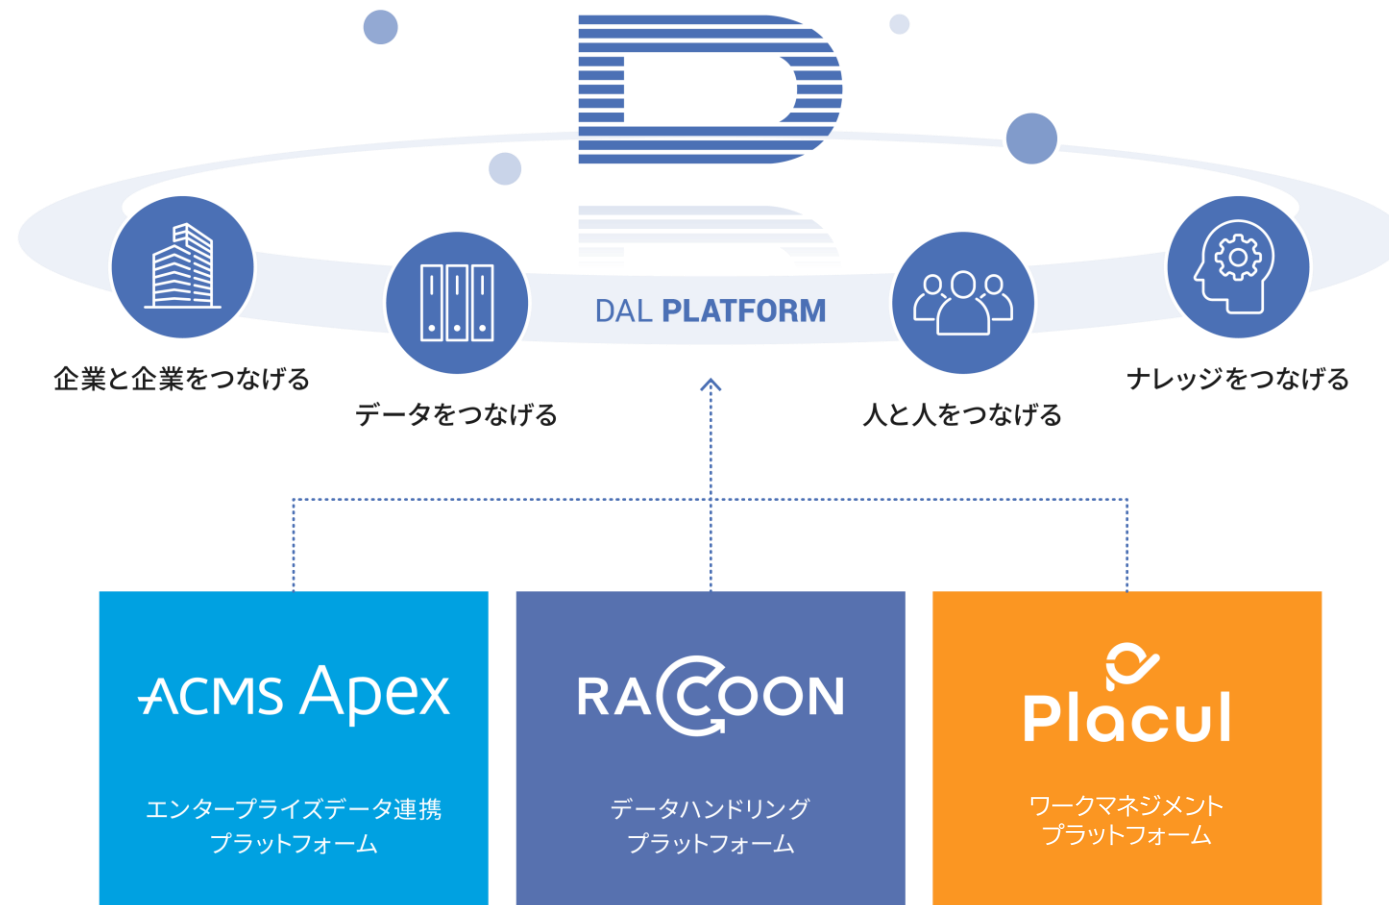 D
DAL PLATFORM
企業と企業をつなげる
データをつなげる
人と人をつなげる
ナレッジをつなげる
ACMS Apex
エンタープライズデータ連携
プラットフォーム
RACCOON
データハンドリング
プラットフォーム
Placul
ワークマネジメント
プラットフォーム